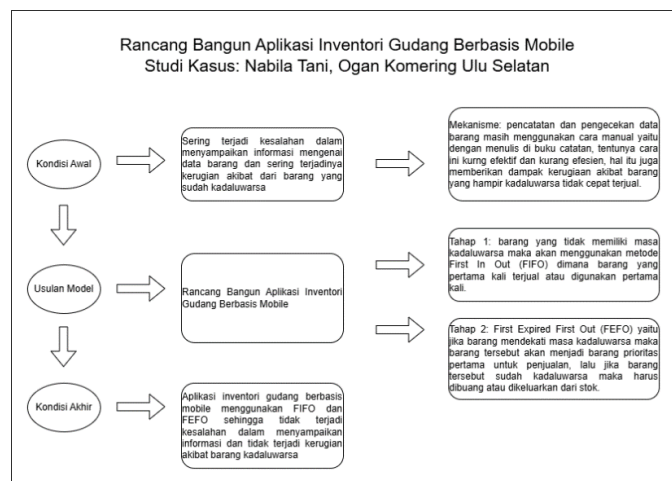 Rancang Bangun Aplikasi Inventori Gudang Berbasis Mobile
Studi Kasus: Nabila Tani, Ogan Komering Ulu Selatan
Kondisi Awal
Sering terjadi kesalahan dalam
menyampaikan informasi mengenai
data barang dan sering terjadinya
kerugian akibat dari barang yang
sudah kadaluwarsa
Mekanisme: pencatatan dan pengecekan data
barang masih menggunakan cara manual yaitu
dengan menulis di buku catatan, tentunya cara
ini kurng efektif dan kurang efesien, hal itu juga
memberikan dampak kerugiaan akibat barang
yang hampir kadaluwarsa tidak cepat terjual.
Usulan Model
Rancang Bangun Aplikasi Inventori
Gudang Berbasis Mobile
Tahap 1: barang yang tidak memiliki masa
kadaluwarsa maka akan menggunakan metode
First In Out (FIFO) dimana barang yang
pertama kali terjual atau digunakan pertama
kali.
Tahap 2: First Expired First Out (FEFO) yaitu
jika barang mendekati masa kadaluwarsa maka
barang tersebut akan menjadi barang prioritas
pertama untuk penjualan, lalu jika barang
tersebut sudah kadaluwarsa maka harus
dibuang atau dikeluarkan dari stok.
Kondisi Akhir
Aplikasi inventori gudang berbasis
mobile menggunakan FIFO dan
FEFO sehingga tidak terjadi
kesalahan dalam menyampaikan
informasi dan tidak terjadi kerugian
akibat barang kadaluwarsa